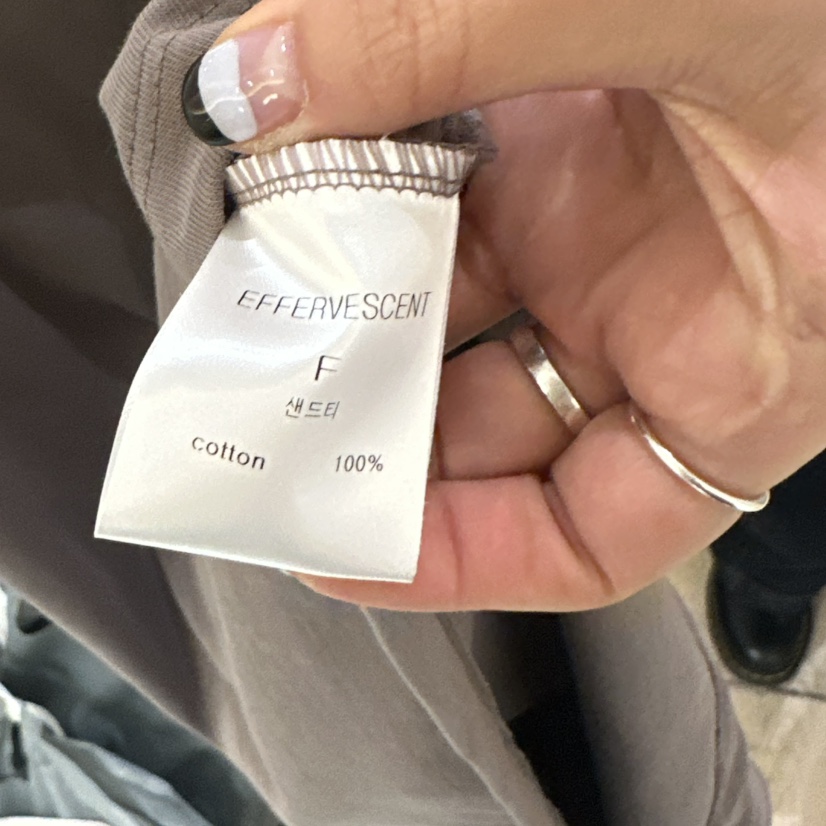 EFFERVESCENT
F
샌드티
cotton 100%